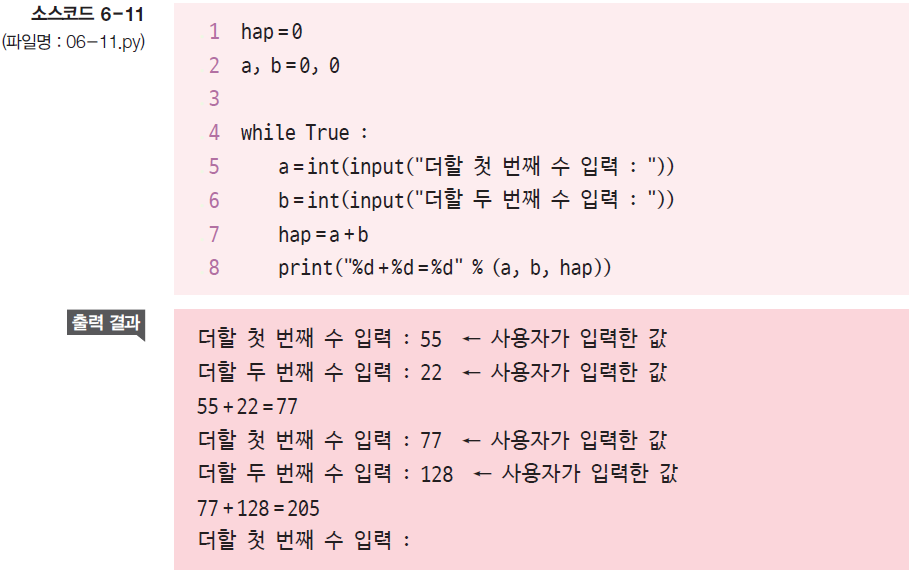 소스코드 6-11
(파일명 : 06-11.py)
1 hap=0
2 a, b=0, 0
3
4 while True :
5 a=int(input("더할 첫 번째 수 입력 : "))
6 b=int(input("더할 두 번째 수 입력 : "))
7 hap=a+b
8 print("%d+%d=%d" % (a, b, hap))
출력 결과
더할 첫 번째 수 입력 : 55 ← 사용자가 입력한 값
더할 두 번째 수 입력 : 22 ← 사용자가 입력한 값
55+22=77
더할 첫 번째 수 입력 : 77 ← 사용자가 입력한 값
더할 두 번째 수 입력 : 128 ← 사용자가 입력한 값
77+128=205
더할 첫 번째 수 입력 :